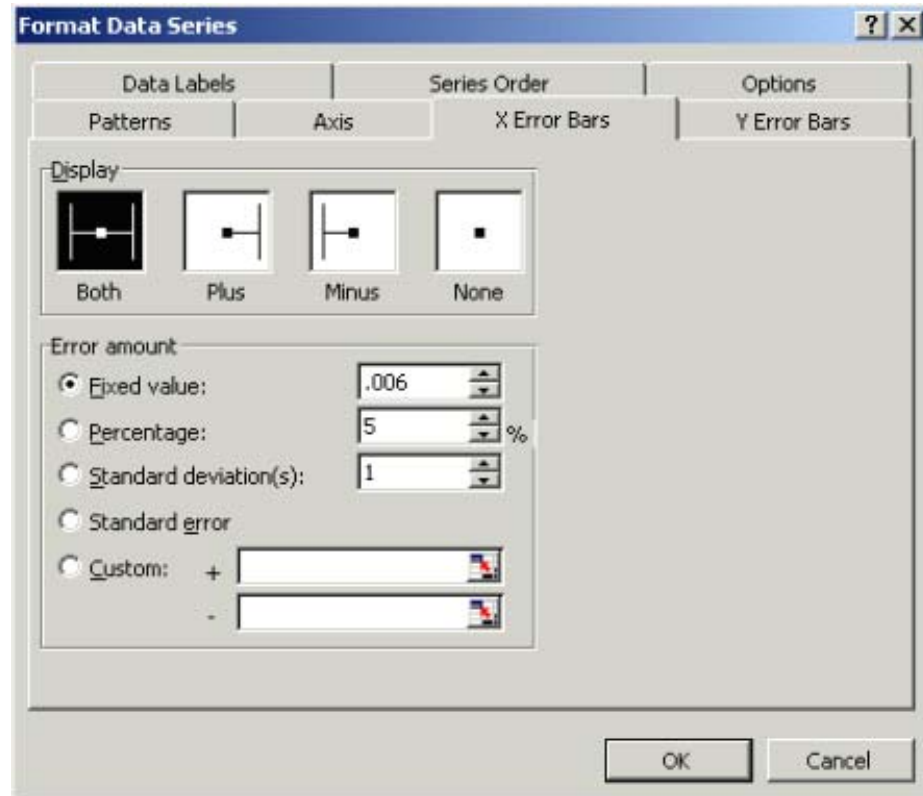 Format Data Series
Data Labels Series Order Options
Patterns Axis X Error Bars Y Error Bars
Display
Both Plus Minus None
Error amount
Fixed value: .006
Percentage: 5 %
Standard deviation(s): 1
Standard error
Custom: +
-
OK Cancel